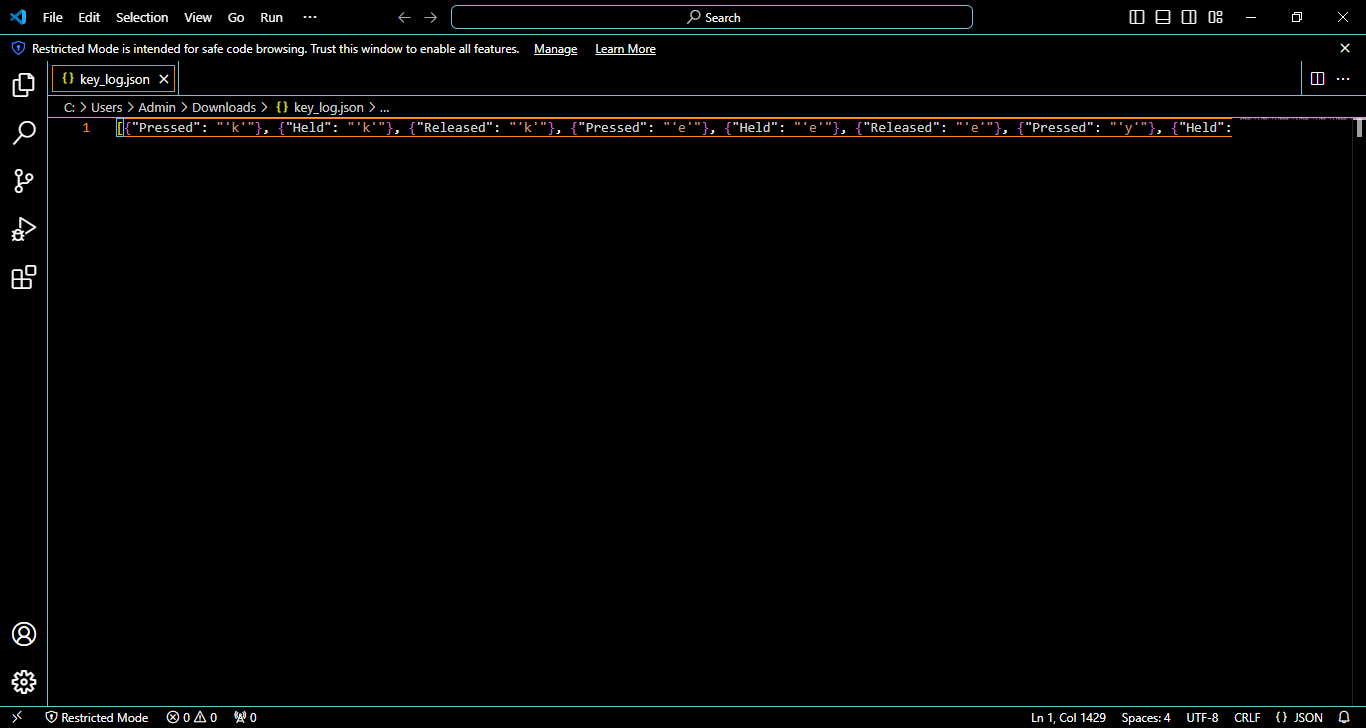 File Edit Selection View Go Run ··· Search
Restricted Mode is intended for safe code browsing. Trust this window to enable all features. Manage Learn More
{} key_log.json
C: > Users > Admin > Downloads > {} key_log.json > ...
1 [{"Pressed": "'k'"}, {"Held": "'k'"}, {"Released": "'k'"}, {"Pressed": "'e'"}, {"Held": "'e'"}, {"Released": "'e'"}, {"Pressed": "'y'"}, {"Held":
Restricted Mode 0 0 0 Ln 1, Col 1429 Spaces: 4 UTF-8 CRLF {} JSON